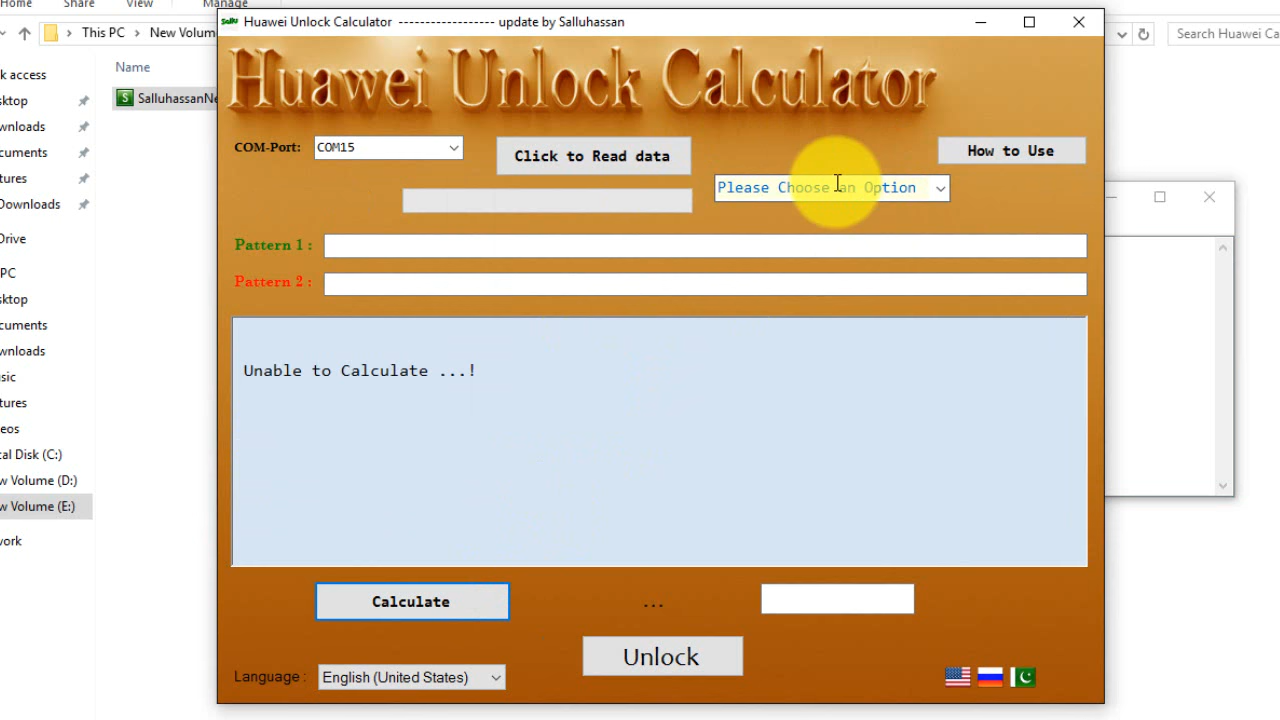 Home Share View Manage
Huawei Unlock Calculator ------------------ update by Salluhassan
This PC New Volum
Search Huawei Ca
Huawei Unlock Calculator
k access
Name
sktop
SalluhassanNe
wnloads
cuments
tures
Downloads
Drive
PC
sktop
cuments
wnloads
sic
tures
eos
cal Disk (C:)
w Volume (D:)
w Volume (E:)
work
COM-Port: COM15
Click to Read data
How to Use
Please Choose an Option
Pattern 1 :
Pattern 2 :
Unable to Calculate ...!
Calculate
...
Unlock
Language : English (United States)